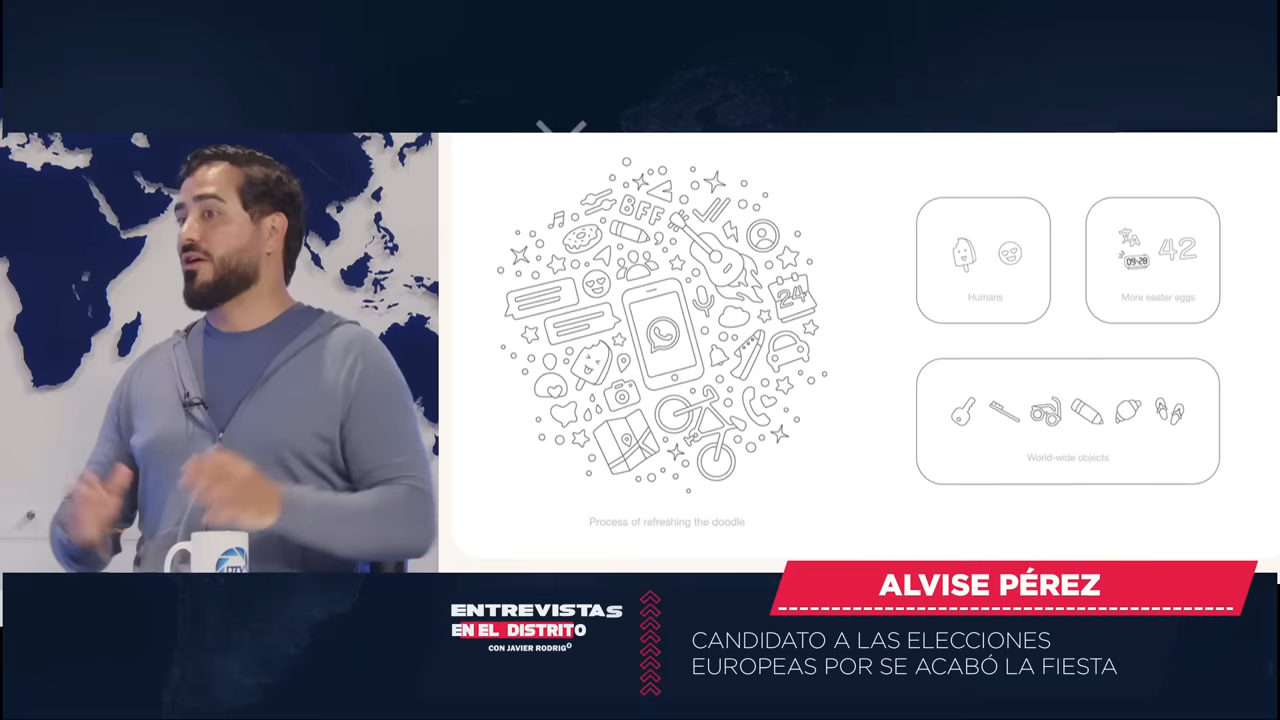 BFF
24
Process of refreshing the doodle
Humans
09-28
42
More easter eggs
World-wide objects
DTV
ALVISE PÉREZ
ENTREVISTAS
EN EL DISTRITO
CON JAVIER RODRIGO
CANDIDATO A LAS ELECCIONES
EUROPEAS POR SE ACABÓ LA FIESTA